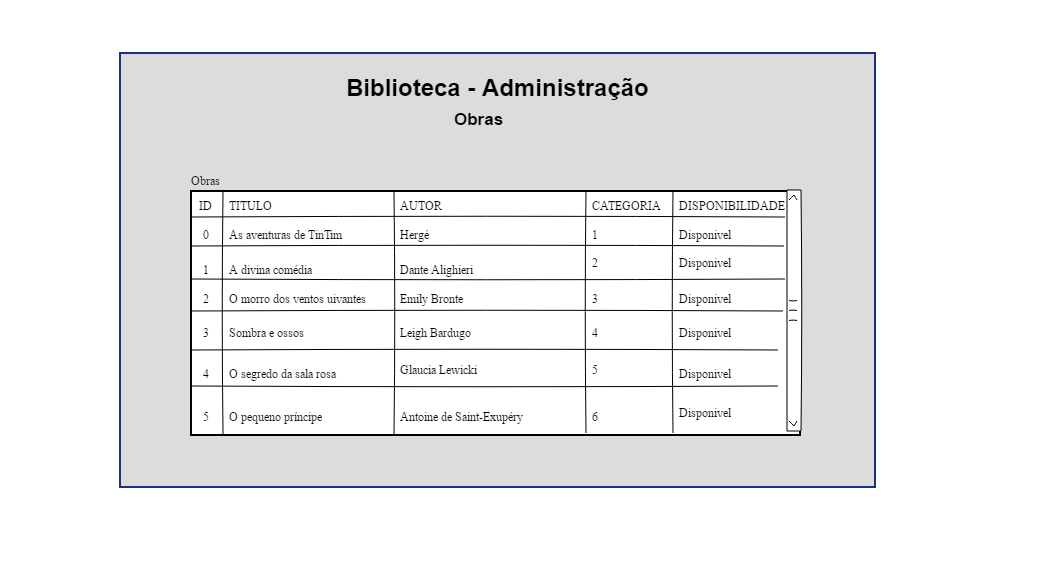 Biblioteca - Administração
Obras
Obras
ID TITULO AUTOR CATEGORIA DISPONIBILIDADE
0 As aventuras de TinTim Hergé 1 Disponivel
1 A divina comédia Dante Alighieri 2 Disponivel
2 O morro dos ventos uivantes Emily Bronte 3 Disponivel
3 Sombra e ossos Leigh Bardugo 4 Disponivel
4 O segredo da sala rosa Glaucia Lewicki 5 Disponivel
5 O pequeno príncipe Antoine de Saint-Exupéry 6 Disponivel